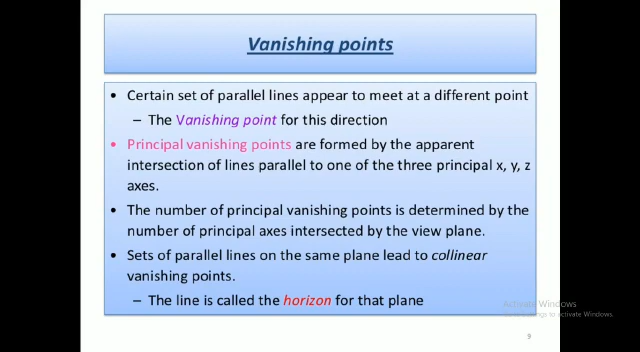 Vanishing points
• Certain set of parallel lines appear to meet at a different point
– The Vanishing point for this direction
• Principal vanishing points are formed by the apparent
intersection of lines parallel to one of the three principal x, y, z
axes.
• The number of principal vanishing points is determined by the
number of principal axes intersected by the view plane.
• Sets of parallel lines on the same plane lead to collinear
vanishing points.
– The line is called the horizon for that plane
Activate Windows
to activate Windows.
9